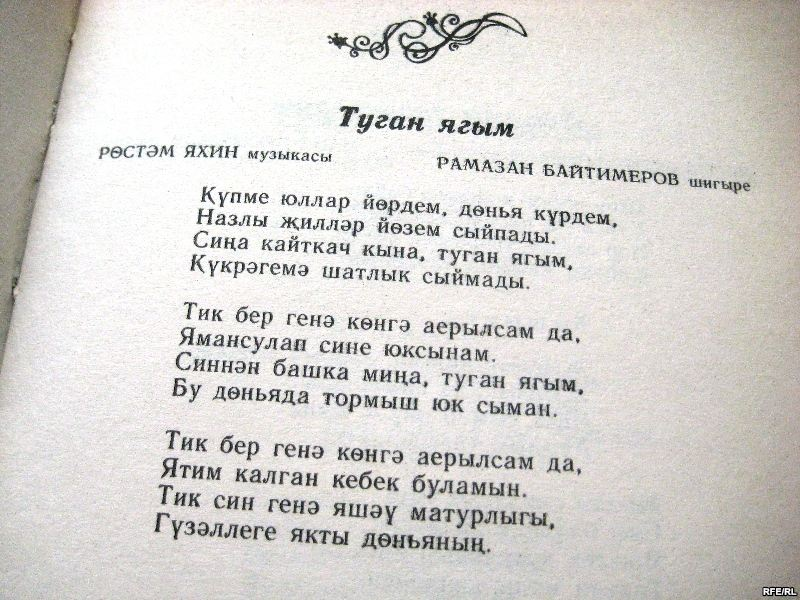 Туган ягым
РӨСТӘМ ЯХИН музыкасы РАМАЗАН БАЙТИМЕРОВ шигыре
Күпме юллар йөрдем, дөнья күрдем,
Назлы җилләр йөзем сыйпады.
Сиңа кайткач кына, туган ягым,
Күкрәгемә шатлык сыймады.
Тик бер генә көнгә аерылсам да,
Ямансулап сине юксынам.
Синнән башка миңа, туган ягым,
Бу дөньяда тормыш юк сыман.
Тик бер генә көнгә аерылсам да,
Ятим калган кебек буламын.
Тик син генә яшәү матурлыгы,
Гүзәллеге якты дөньяның.
RFE/RL